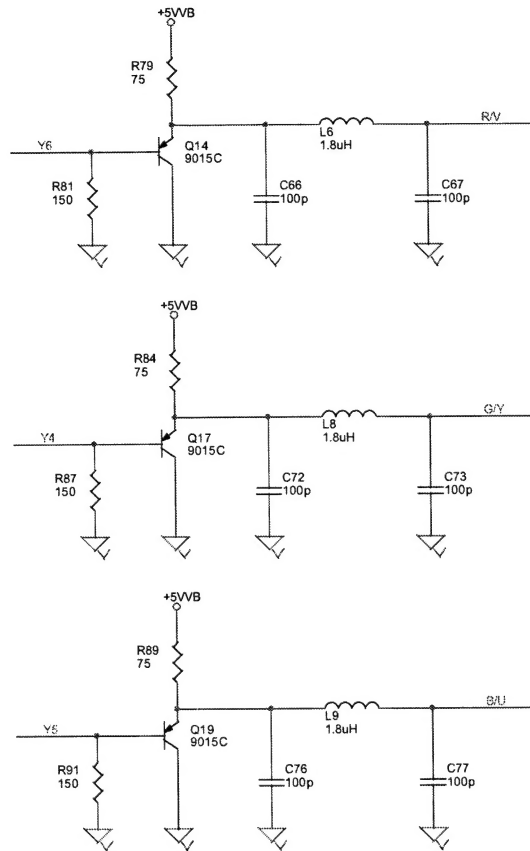 +5VVB
R79
75
L6
1.8uH
R/V
Y6
Q14
9015C
R81
150
C66
100p
C67
100p
+5VVB
R84
75
L8
1.8uH
G/Y
Y4
Q17
9015C
R87
150
C72
100p
C73
100p
+5VVB
R89
75
L9
1.8uH
B/U
Y5
Q19
9015C
R91
150
C76
100p
C77
100p